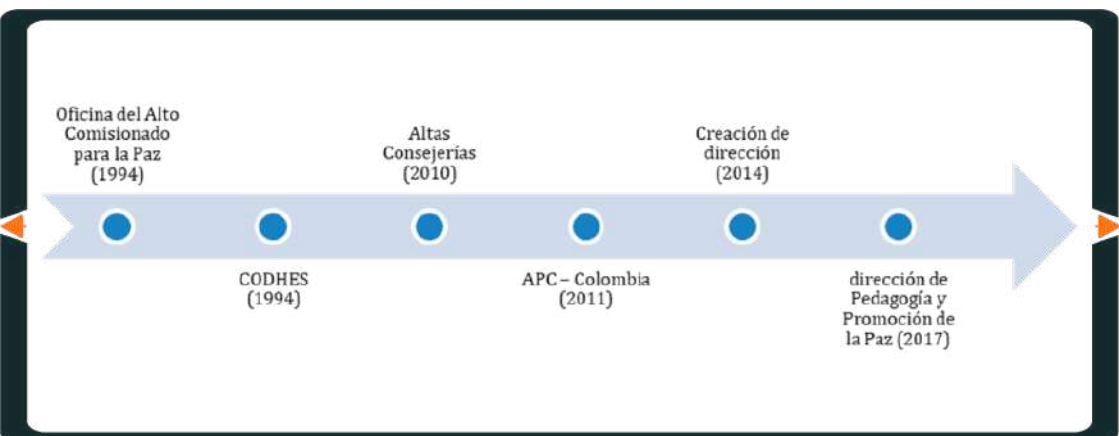 Oficina del Alto
Comisionado
para la Paz
(1994)
CODHES
(1994)
Altas
Consejerías
(2010)
APC – Colombia
(2011)
Creación de
dirección
(2014)
dirección de
Pedagogía y
Promoción de
la Paz (2017)